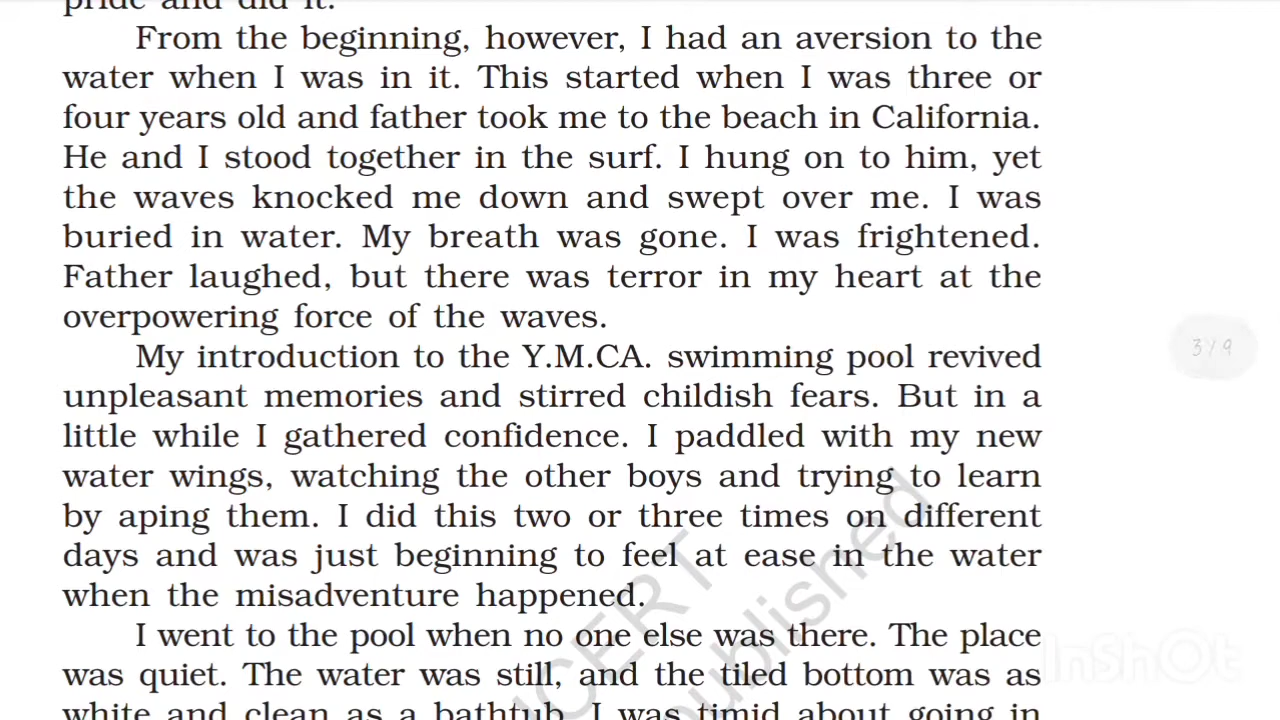 pride and did it.
From the beginning, however, I had an aversion to the
water when I was in it. This started when I was three or
four years old and father took me to the beach in California.
He and I stood together in the surf. I hung on to him, yet
the waves knocked me down and swept over me. I was
buried in water. My breath was gone. I was frightened.
Father laughed, but there was terror in my heart at the
overpowering force of the waves.
My introduction to the Y.M.CA. swimming pool revived
unpleasant memories and stirred childish fears. But in a
little while I gathered confidence. I paddled with my new
water wings, watching the other boys and trying to learn
by aping them. I did this two or three times on different
days and was just beginning to feel at ease in the water
when the misadventure happened.
I went to the pool when no one else was there. The place
was quiet. The water was still, and the tiled bottom was as
white and clean as a bathtub. I was timid about going in
3 / 9
InShOt
NCERT
published